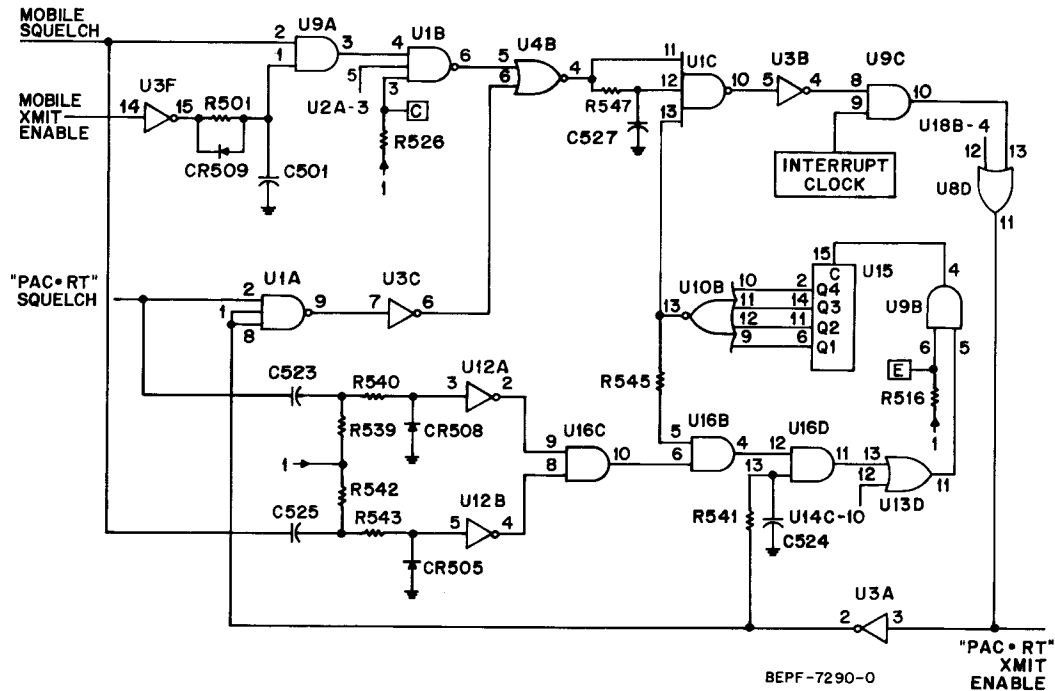 MOBILE
SQUELCH
U9A
2
1
3
U1B
4
5
3
6
U2A-3
C
R526
1
U4B
5
6
4
11
U1C
12
13
10
R547
C527
U3B
5
4
U9C
8
9
10
INTERRUPT
CLOCK
U18B-4
12
13
U8D
11
MOBILE
XMIT
ENABLE
14
U3F
15
R501
CR509
C501
"PAC•RT"
SQUELCH
U1A
2
1
8
9
U3C
7
6
U10B
13
10
11
12
9
2
14
11
6
15
C
Q4
Q3
Q2
Q1
U15
4
U9B
6
5
E
R516
1
R545
C523
R540
U12A
3
2
R539
CR508
1
R542
C525
R543
U12B
5
4
CR505
U16C
9
8
10
U16B
5
6
4
U16D
12
13
11
R541
C524
U14C-10
13
12
U13D
11
U3A
2
3
"PAC•RT"
XMIT
ENABLE
BEPF-7290-0